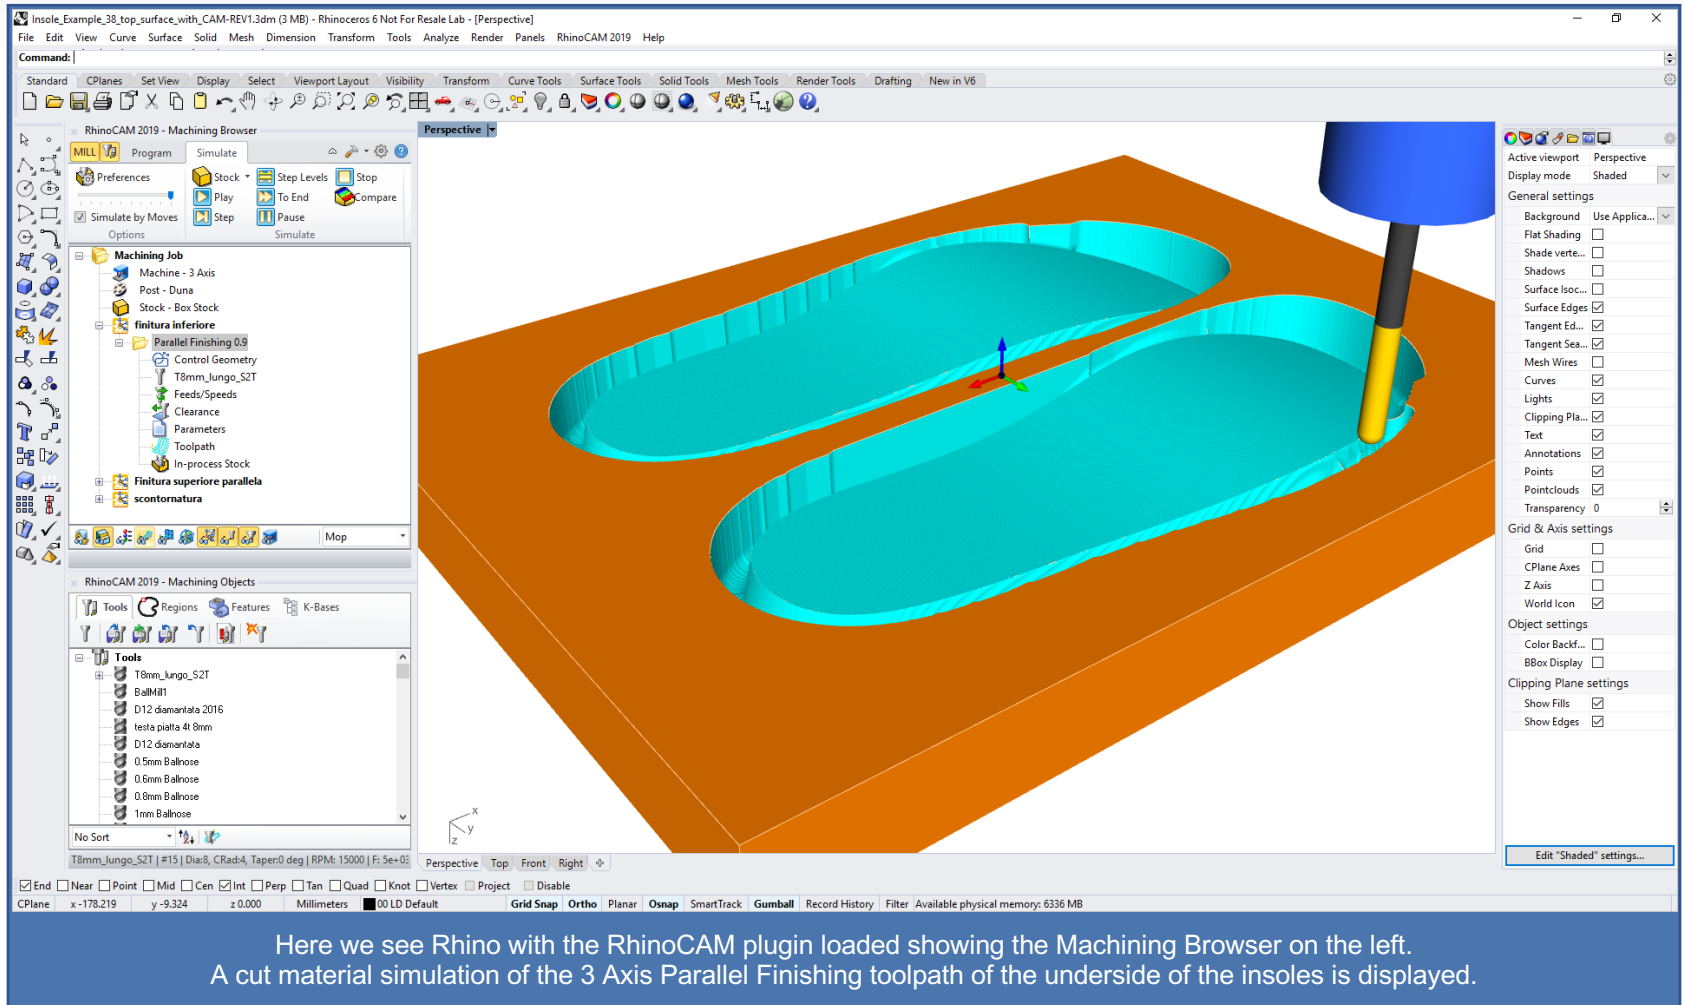 Insole_Example_38_top_surface_with_CAM-REV1.3dm (3 MB) - Rhinoceros 6 Not For Resale Lab - [Perspective]
File Edit View Curve Surface Solid Mesh Dimension Transform Tools Analyze Render Panels RhinoCAM 2019 Help
Command:
Standard CPlanes Set View Display Select Viewport Layout Visibility Transform Curve Tools Surface Tools Solid Tools Mesh Tools Render Tools Drafting New in V6
RhinoCAM 2019 - Machining Browser
MILL Program Simulate
Preferences Stock Step Levels Stop
Play To End Compare
Simulate by Moves Step Pause
Options Simulate
Machining Job
Machine - 3 Axis
Post - Duna
Stock - Box Stock
finitura inferiore
Parallel Finishing 0.9
Control Geometry
T8mm_lungo_S2T
Feeds/Speeds
Clearance
Parameters
Toolpath
In-process Stock
Finitura superiore parallela
scontornatura
Mop
RhinoCAM 2019 - Machining Objects
Tools Regions Features K-Bases
Tools
T8mm_lungo_S2T
BallMill1
D12 diamantata 2016
testa piatta 4t 8mm
D12 diamantata
0.5mm Ballnose
0.6mm Ballnose
0.8mm Ballnose
1mm Ballnose
No Sort
T8mm_lungo_S2T | #15 | Dia:8, CRad:4, Taper:0 deg | RPM: 15000 | F: 5e+03
Perspective
x
y
z
Perspective Top Front Right
Active viewport Perspective
Display mode Shaded
General settings
Background Use Applica...
Flat Shading
Shade verte...
Shadows
Surface Isoc...
Surface Edges
Tangent Ed...
Tangent Sea...
Mesh Wires
Curves
Lights
Clipping Pla...
Text
Annotations
Points
Pointclouds
Transparency 0
Grid & Axis settings
Grid
CPlane Axes
Z Axis
World Icon
Object settings
Color Backf...
BBox Display
Clipping Plane settings
Show Fills
Show Edges
Edit "Shaded" settings...
End Near Point Mid Cen Int Perp Tan Quad Knot Vertex Project Disable
CPlane x -178.219 y -9.324 z 0.000 Millimeters 00 LD Default Grid Snap Ortho Planar Osnap SmartTrack Gumball Record History Filter Available physical memory: 6336 MB
Here we see Rhino with the RhinoCAM plugin loaded showing the Machining Browser on the left.
A cut material simulation of the 3 Axis Parallel Finishing toolpath of the underside of the insoles is displayed.